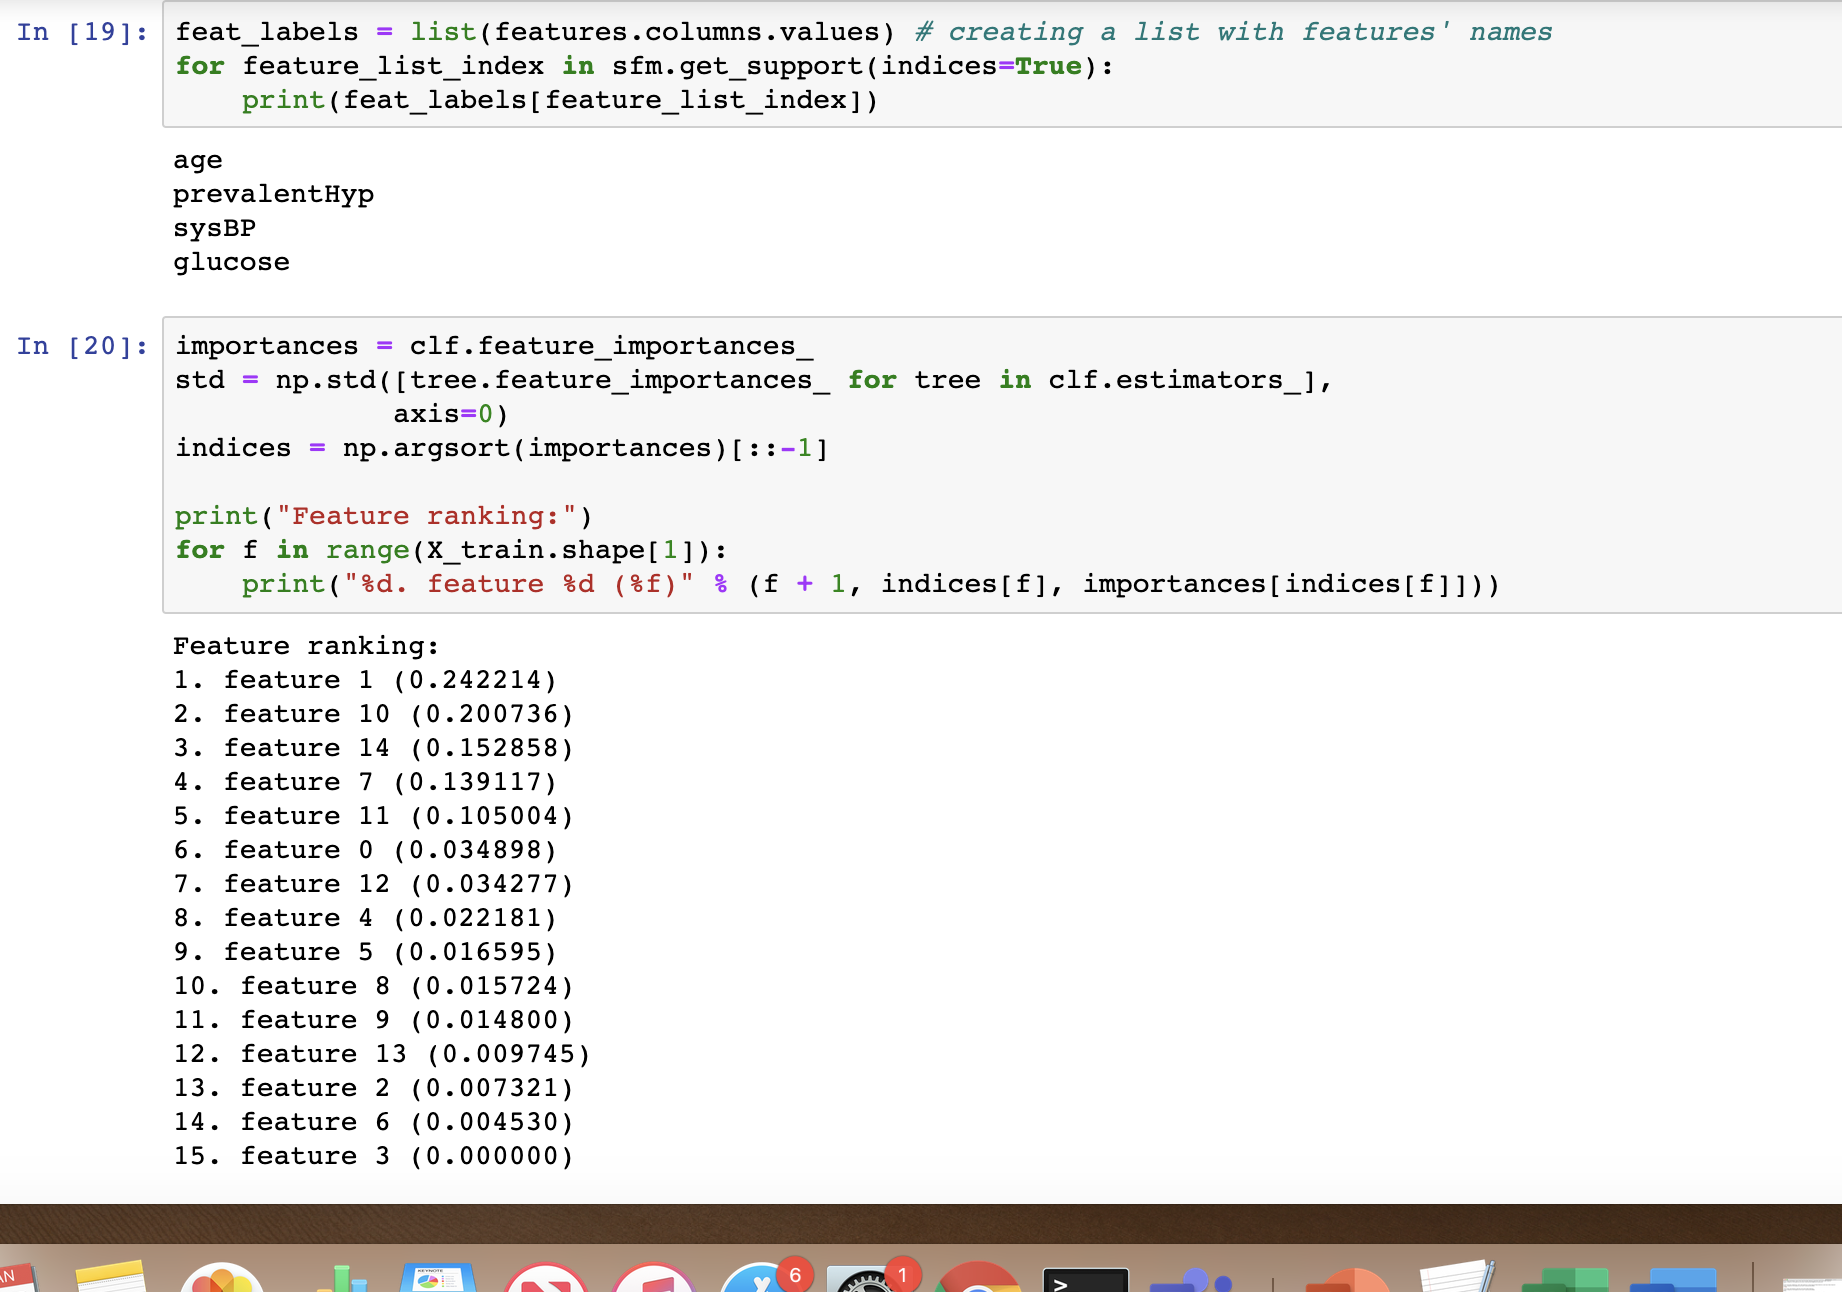 In [19]: feat_labels = list(features.columns.values) # creating a list with features' names
for feature_list_index in sfm.get_support(indices=True):
    print(feat_labels[feature_list_index])
age
prevalentHyp
sysBP
glucose
In [20]: importances = clf.feature_importances_
std = np.std([tree.feature_importances_ for tree in clf.estimators_],
             axis=0)
indices = np.argsort(importances)[::-1]
print("Feature ranking:")
for f in range(X_train.shape[1]):
    print("%d. feature %d (%f)" % (f + 1, indices[f], importances[indices[f]]))
Feature ranking:
1. feature 1 (0.242214)
2. feature 10 (0.200736)
3. feature 14 (0.152858)
4. feature 7 (0.139117)
5. feature 11 (0.105004)
6. feature 0 (0.034898)
7. feature 12 (0.034277)
8. feature 4 (0.022181)
9. feature 5 (0.016595)
10. feature 8 (0.015724)
11. feature 9 (0.014800)
12. feature 13 (0.009745)
13. feature 2 (0.007321)
14. feature 6 (0.004530)
15. feature 3 (0.000000)
KEYNOTE
6
1
>